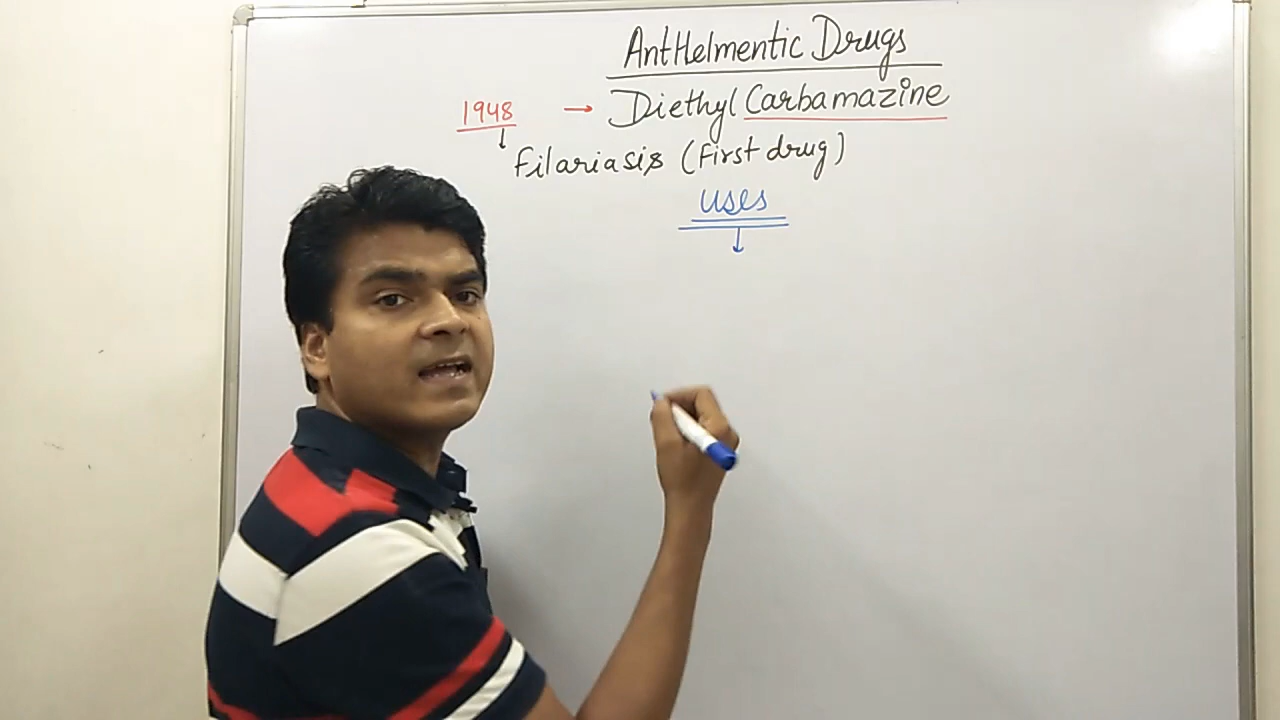 AntHelmentic Drugs
1948 → Diethyl Carbamazine
↓ Filariasis (First drug)
uses
↓